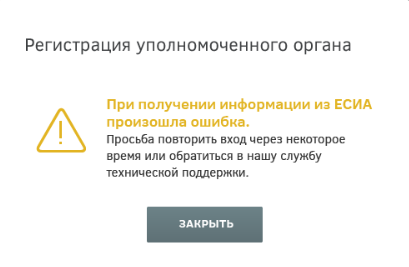 Регистрация уполномоченного органа
При получении информации из ЕСИА
произошла ошибка.
Просьба повторить вход через некоторое
время или обратиться в нашу службу
технической поддержки.
ЗАКРЫТЬ